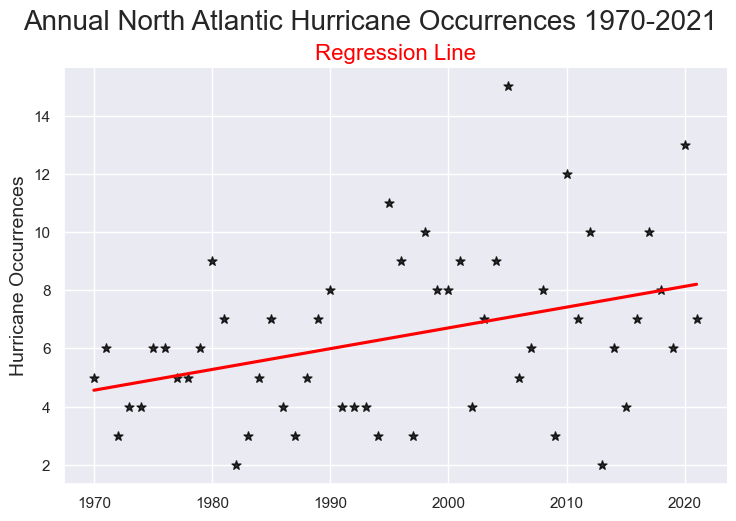 Annual North Atlantic Hurricane Occurrences 1970-2021
Regression Line
Hurricane Occurrences
14
12
10
8
6
4
2
1970 1980 1990 2000 2010 2020